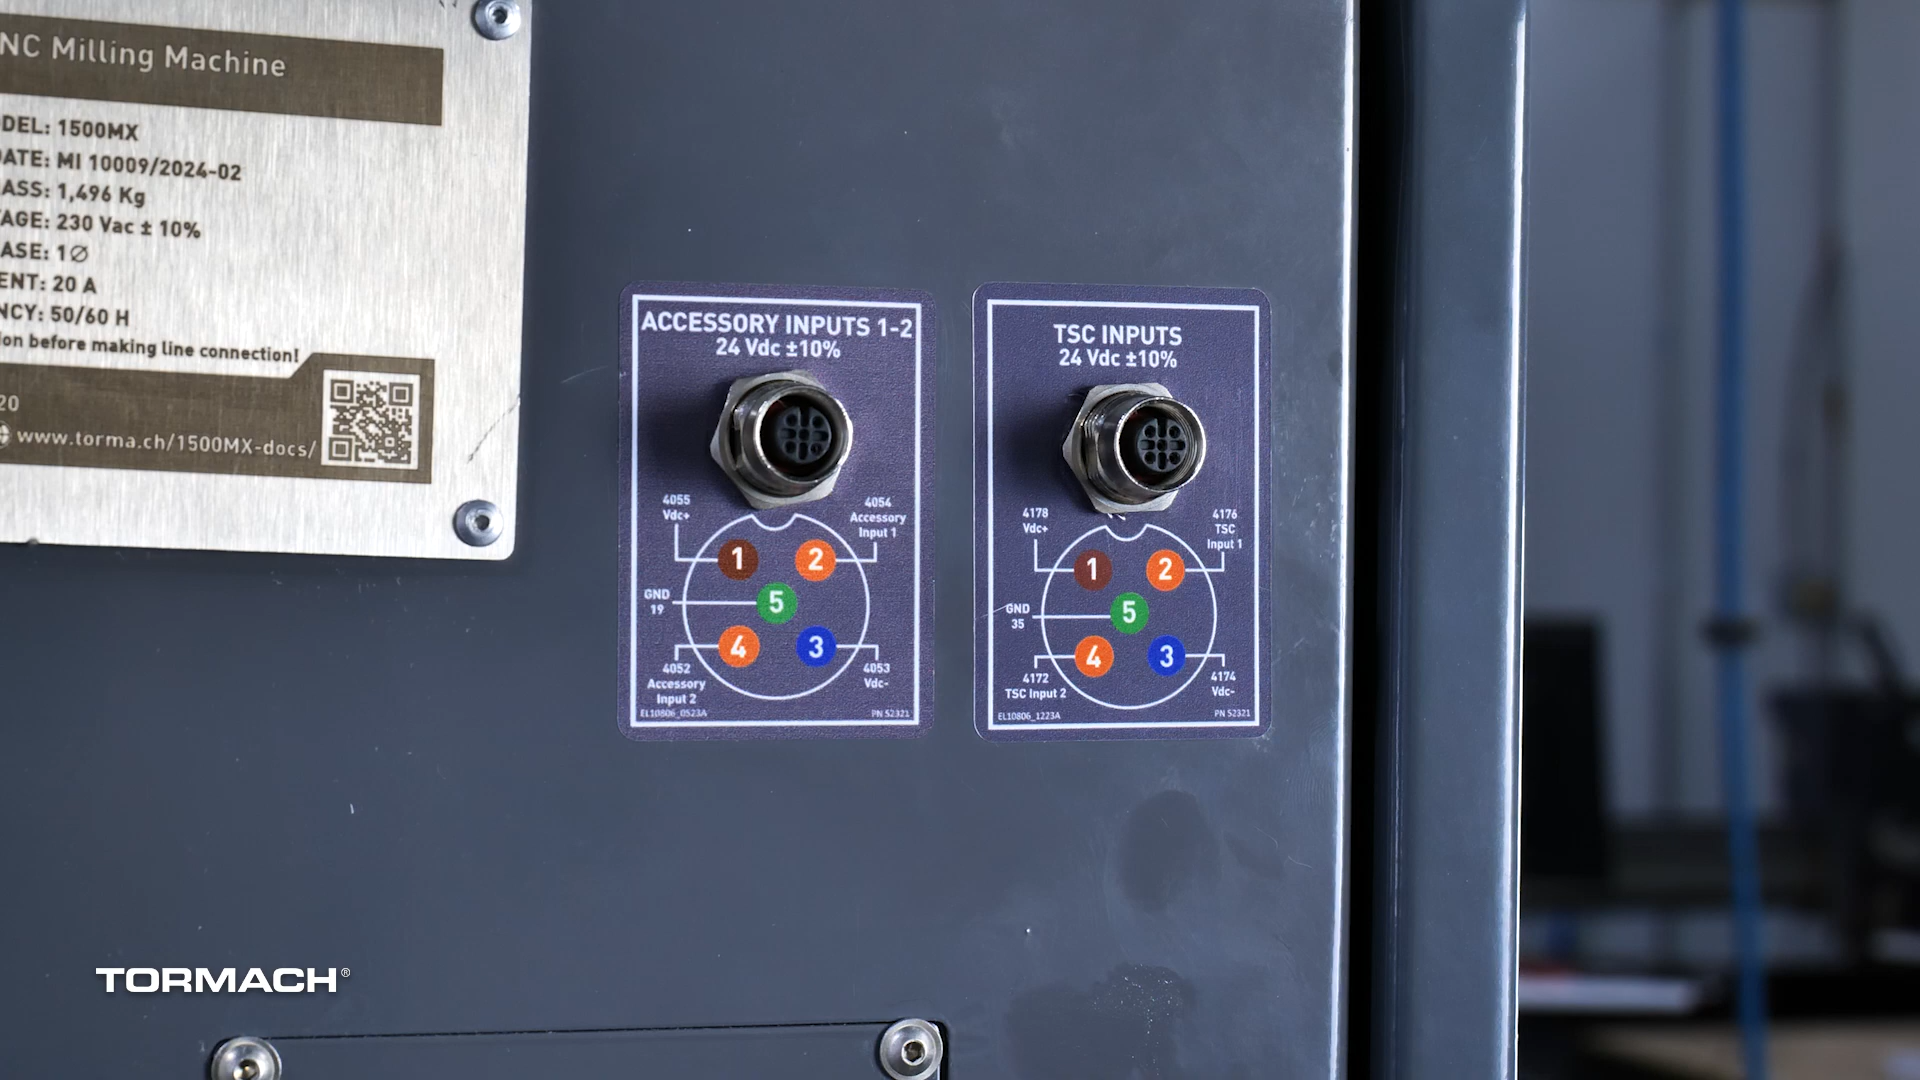 NC Milling Machine
DEL: 1500MX
DATE: MI 10009/2024-02
ASS: 1,496 Kg
AGE: 230 Vac ± 10%
ASE: 1∅
ENT: 20 A
NCY: 50/60 H
ion before making line connection!
20
www.torma.ch/1500MX-docs/
ACCESSORY INPUTS 1-2
24 Vdc ±10%
4055
Vdc+
4054
Accessory
Input 1
1
2
GND
19
5
4
3
4052
Accessory
Input 2
4053
Vdc-
EL10806_0523A
PN 52321
TSC INPUTS
24 Vdc ±10%
4178
Vdc+
4176
TSC
Input 1
1
2
GND
35
5
4
3
4172
TSC Input 2
4174
Vdc-
EL10806_1223A
PN 52321
TORMACH®